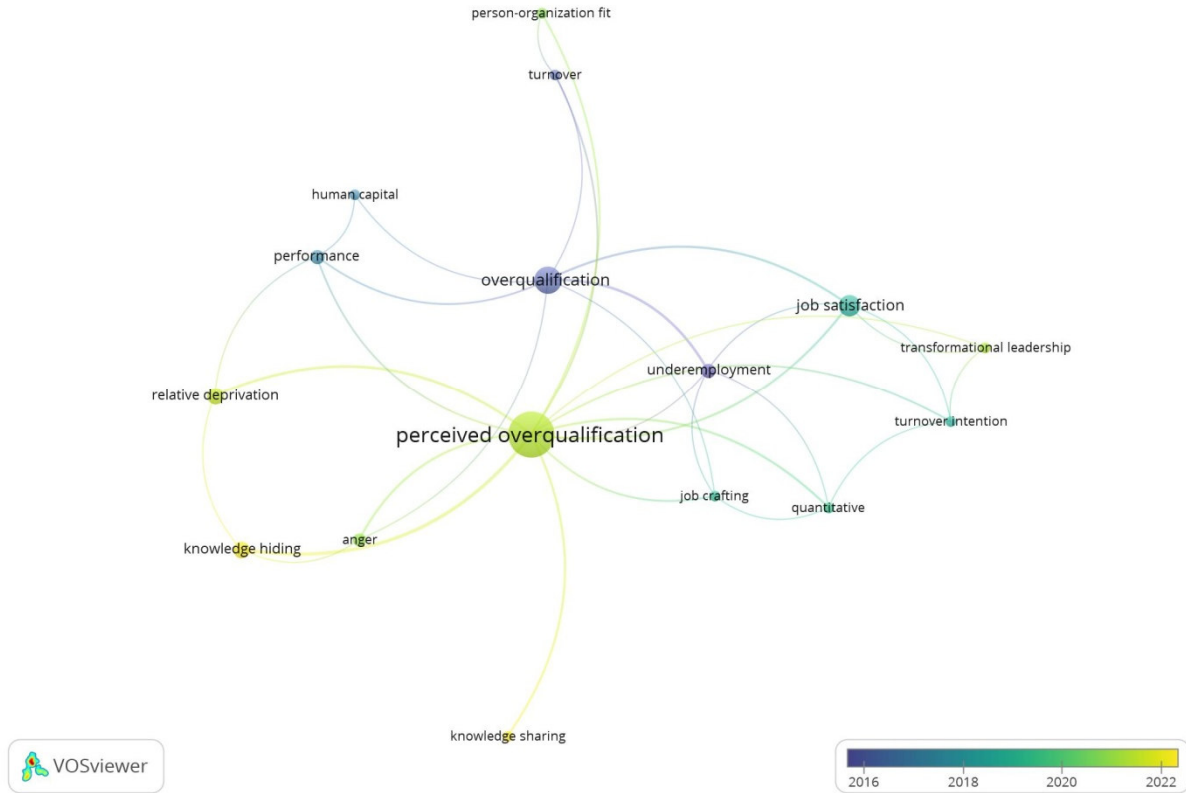 person-organization fit
turnover
human capital
performance
overqualification
job satisfaction
transformational leadership
underemployment
relative deprivation
turnover intention
perceived overqualification
job crafting
quantitative
anger
knowledge hiding
knowledge sharing
VOSviewer
2016 2018 2020 2022